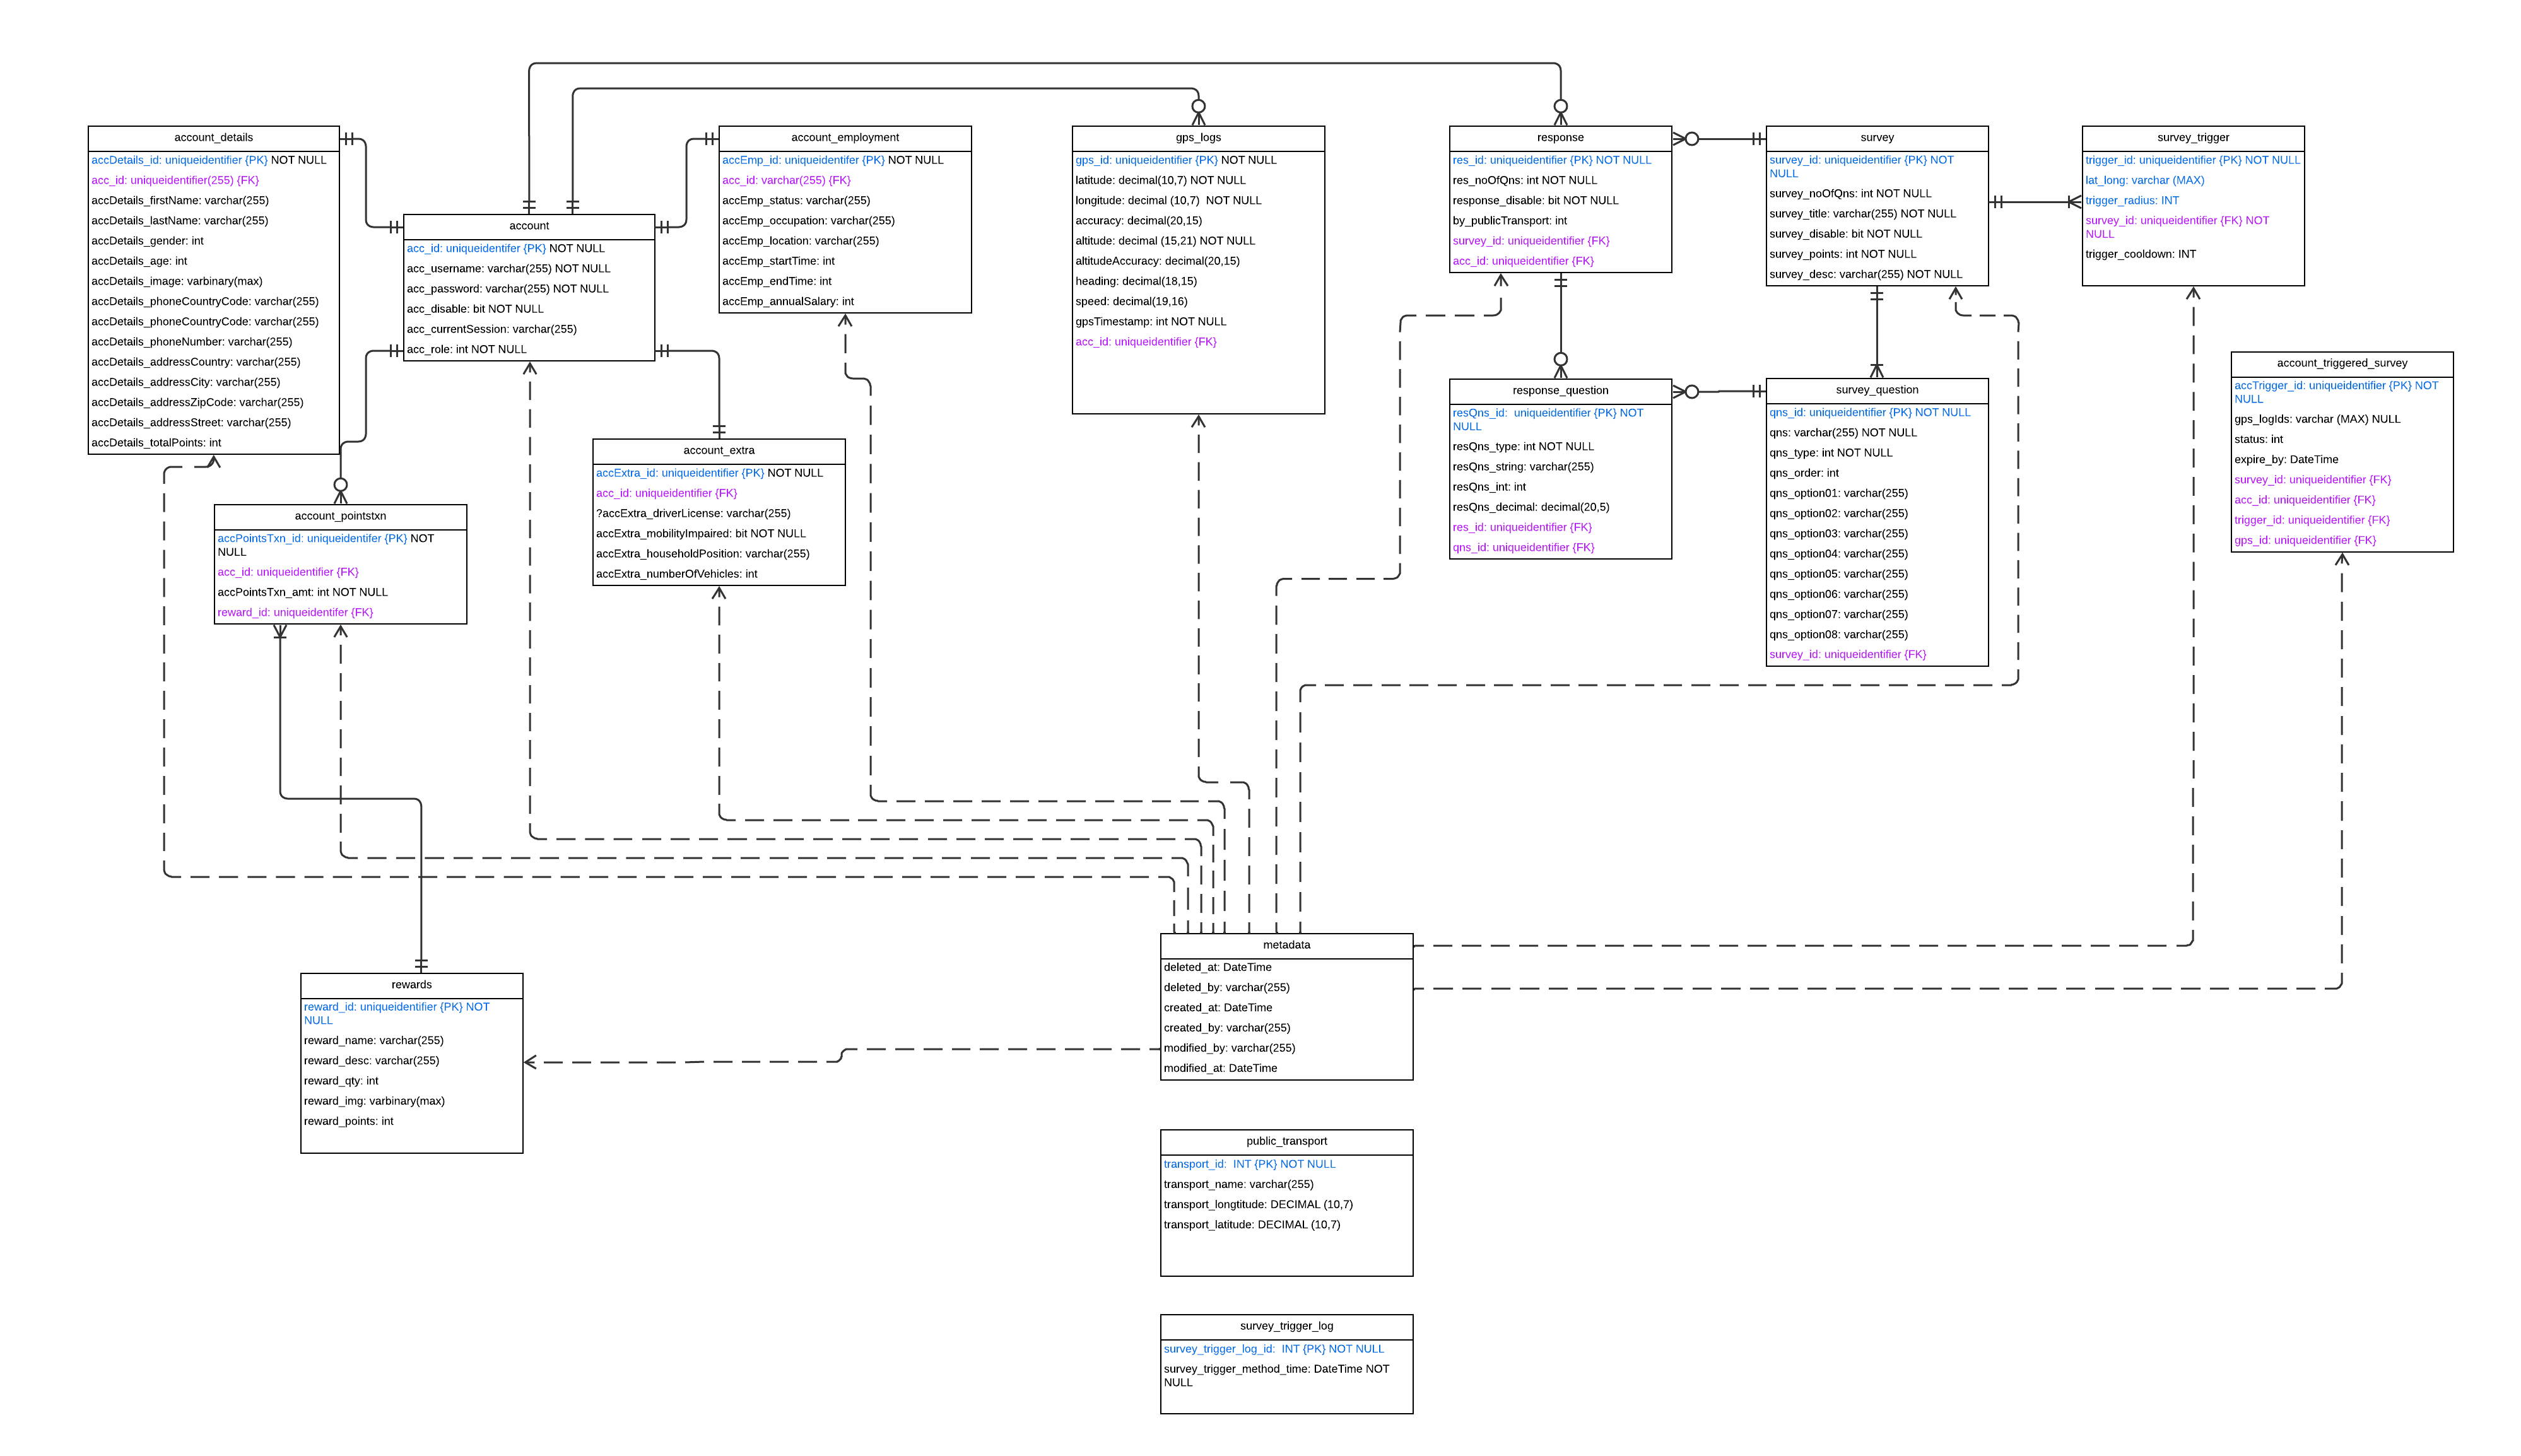 account_details
accDetails_id: uniqueidentifier {PK} NOT NULL
acc_id: uniqueidentifier(255) {FK}
accDetails_firstName: varchar(255)
accDetails_lastName: varchar(255)
accDetails_gender: int
accDetails_age: int
accDetails_image: varbinary(max)
accDetails_phoneCountryCode: varchar(255)
accDetails_phoneCountryCode: varchar(255)
accDetails_phoneNumber: varchar(255)
accDetails_addressCountry: varchar(255)
accDetails_addressCity: varchar(255)
accDetails_addressZipCode: varchar(255)
accDetails_addressStreet: varchar(255)
accDetails_totalPoints: int
account
acc_id: uniqueidentifer {PK} NOT NULL
acc_username: varchar(255) NOT NULL
acc_password: varchar(255) NOT NULL
acc_disable: bit NOT NULL
acc_currentSession: varchar(255)
acc_role: int NOT NULL
account_employment
accEmp_id: uniqueidentifer {PK} NOT NULL
acc_id: varchar(255) {FK}
accEmp_status: varchar(255)
accEmp_occupation: varchar(255)
accEmp_location: varchar(255)
accEmp_startTime: int
accEmp_endTime: int
accEmp_annualSalary: int
gps_logs
gps_id: uniqueidentifier {PK} NOT NULL
latitude: decimal(10,7) NOT NULL
longitude: decimal (10,7)  NOT NULL
accuracy: decimal(20,15)
altitude: decimal (15,21) NOT NULL
altitudeAccuracy: decimal(20,15)
heading: decimal(18,15)
speed: decimal(19,16)
gpsTimestamp: int NOT NULL
acc_id: uniqueidentifier {FK}
response
res_id: uniqueidentifier {PK} NOT NULL
res_noOfQns: int NOT NULL
response_disable: bit NOT NULL
by_publicTransport: int
survey_id: uniqueidentifier {FK}
acc_id: uniqueidentifier {FK}
survey
survey_id: uniqueidentifier {PK} NOT
NULL
survey_noOfQns: int NOT NULL
survey_title: varchar(255) NOT NULL
survey_disable: bit NOT NULL
survey_points: int NOT NULL
survey_desc: varchar(255) NOT NULL
survey_trigger
trigger_id: uniqueidentifier {PK} NOT NULL
lat_long: varchar (MAX)
trigger_radius: INT
survey_id: uniqueidentifier {FK} NOT
NULL
trigger_cooldown: INT
account_triggered_survey
accTrigger_id: uniqueidentified {PK} NOT
NULL
gps_logIds: varchar (MAX) NULL
status: int
expire_by: DateTime
survey_id: uniqueidentifier {FK}
acc_id: uniqueidentifier {FK}
trigger_id: uniqueidentified {FK}
gps_id: uniqueidentifier {FK}
response_question
resQns_id:  uniqueidentifier {PK} NOT
NULL
resQns_type: int NOT NULL
resQns_string: varchar(255)
resQns_int: int
resQns_decimal: decimal(20,5)
res_id: uniqueidentifier {FK}
qns_id: uniqueidentifier {FK}
survey_question
qns_id: uniqueidentifier {PK} NOT NULL
qns: varchar(255) NOT NULL
qns_type: int NOT NULL
qns_order: int
qns_option01: varchar(255)
qns_option02: varchar(255)
qns_option03: varchar(255)
qns_option04: varchar(255)
qns_option05: varchar(255)
qns_option06: varchar(255)
qns_option07: varchar(255)
qns_option08: varchar(255)
survey_id: uniqueidentifier {FK}
account_extra
accExtra_id: uniqueidentifier {PK} NOT NULL
acc_id: uniqueidentifier {FK}
?accExtra_driverLicense: varchar(255)
accExtra_mobilityImpaired: bit NOT NULL
accExtra_householdPosition: varchar(255)
accExtra_numberOfVehicles: int
account_pointstxn
accPointsTxn_id: uniqueidentifer {PK} NOT
NULL
acc_id: uniqueidentifier {FK}
accPointsTxn_amt: int NOT NULL
reward_id: uniqueidentifer {FK}
rewards
reward_id: uniqueidentifier {PK} NOT
NULL
reward_name: varchar(255)
reward_desc: varchar(255)
reward_qty: int
reward_img: varbinary(max)
reward_points: int
metadata
deleted_at: DateTime
deleted_by: varchar(255)
created_at: DateTime
created_by: varchar(255)
modified_by: varchar(255)
modified_at: DateTime
public_transport
transport_id:  INT {PK} NOT NULL
transport_name: varchar(255)
transport_longtitude: DECIMAL (10,7)
transport_latitude: DECIMAL (10,7)
survey_trigger_log
survey_trigger_log_id:  INT {PK} NOT NULL
survey_trigger_method_time: DateTime NOT
NULL